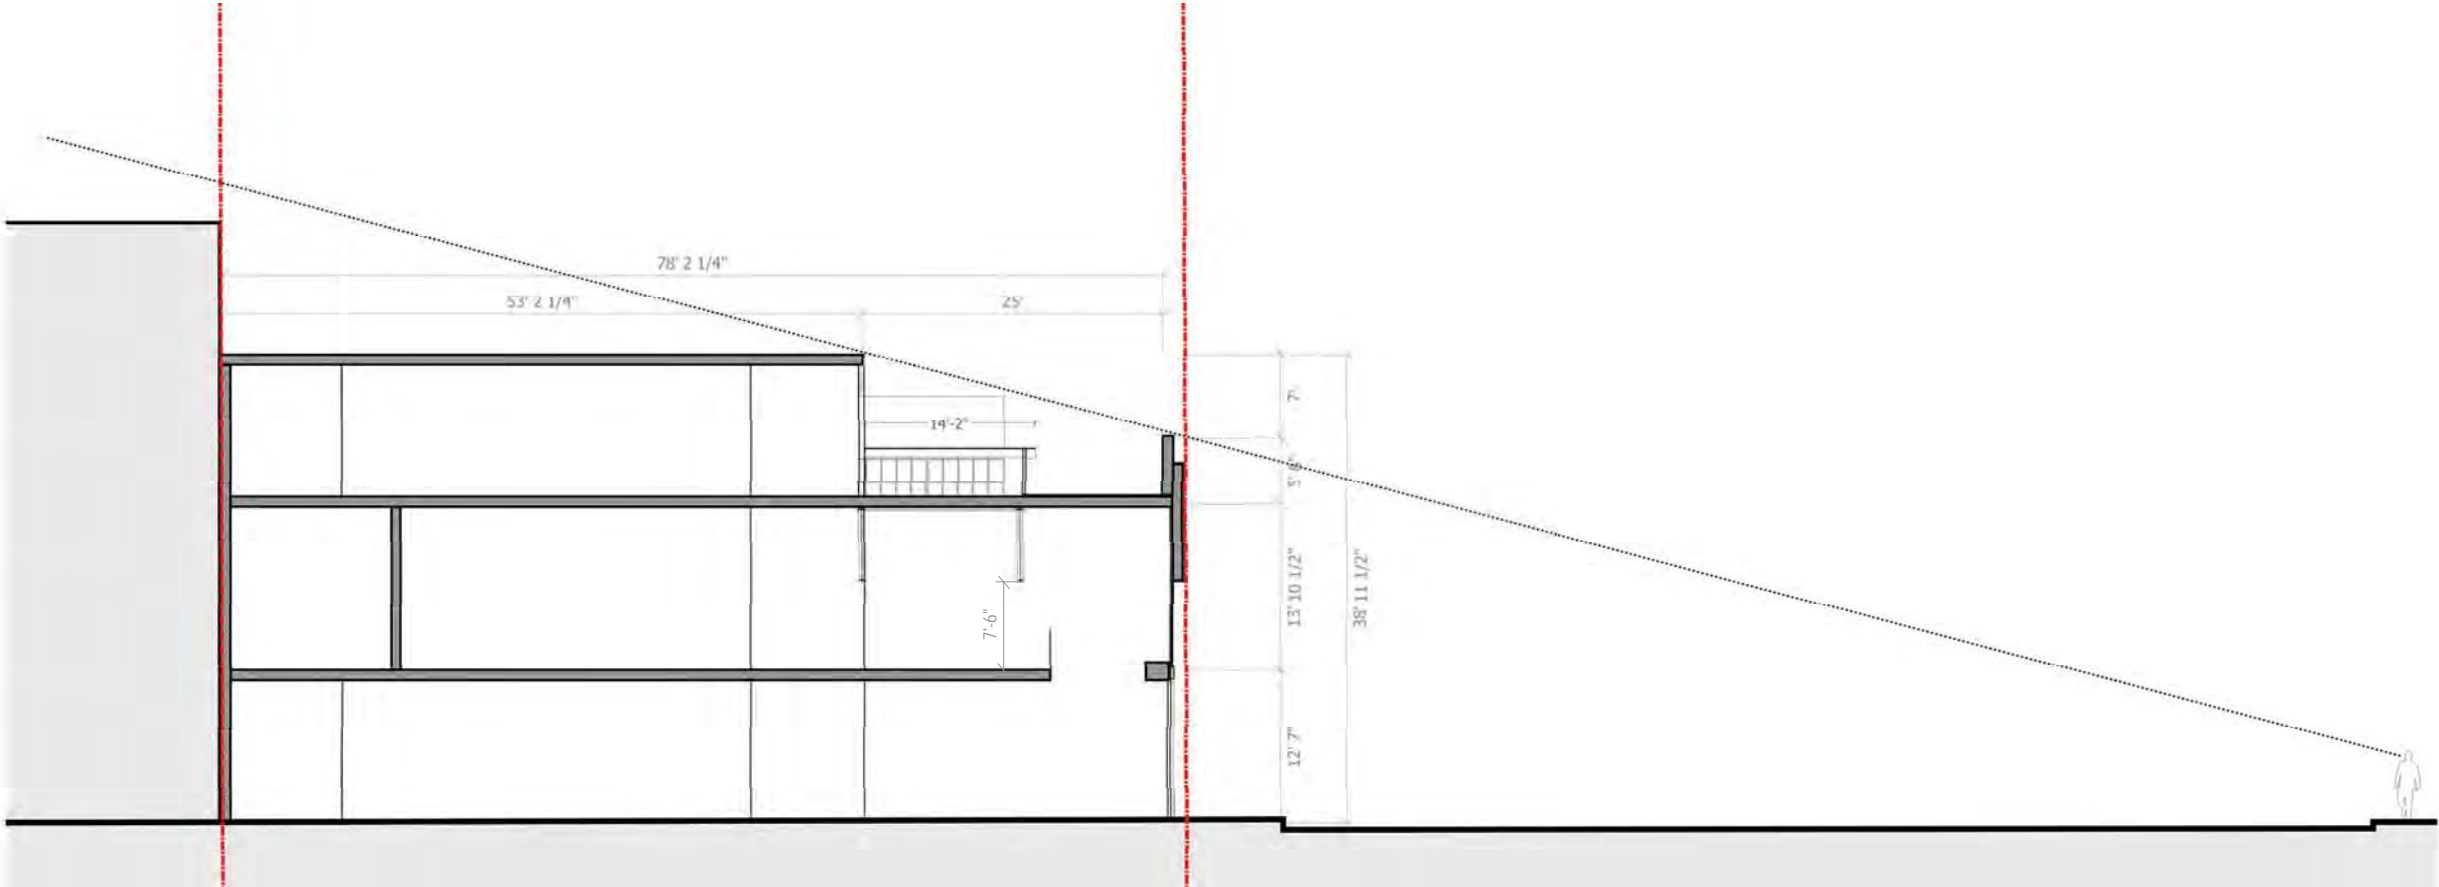 78' 2 1/4"
53' 2 1/4"
25'
7'
14'-2"
5' 6"
13' 10 1/2"
38' 11 1/2"
7'-6"
12' 7"